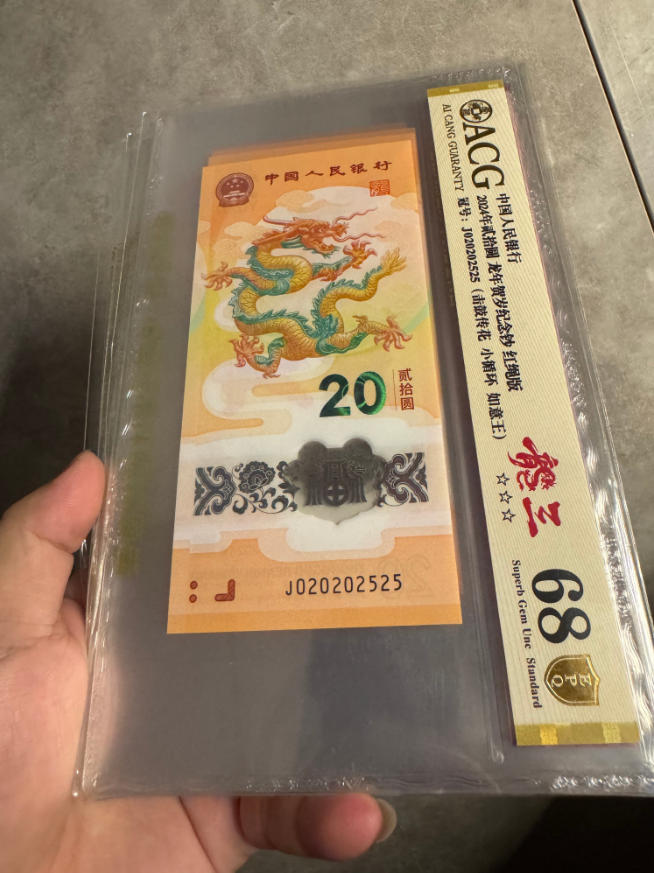 中国人民银行
20
贰拾圆
J020202525
ACG
AI CANG GUARANTY
中国人民银行
2024年贰拾圆 龙年贺岁纪念钞 红绳版
冠号:J020202525(击鼓传花 小循环 如意王)
龍王
☆☆☆
68
EPQ
Superb Gem Unc Standard